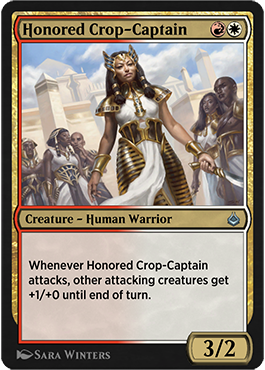 Honored Crop-Captain
Creature – Human Warrior
Whenever Honored Crop-Captain
attacks, other attacking creatures get
+1/+0 until end of turn.
3/2
Sara Winters